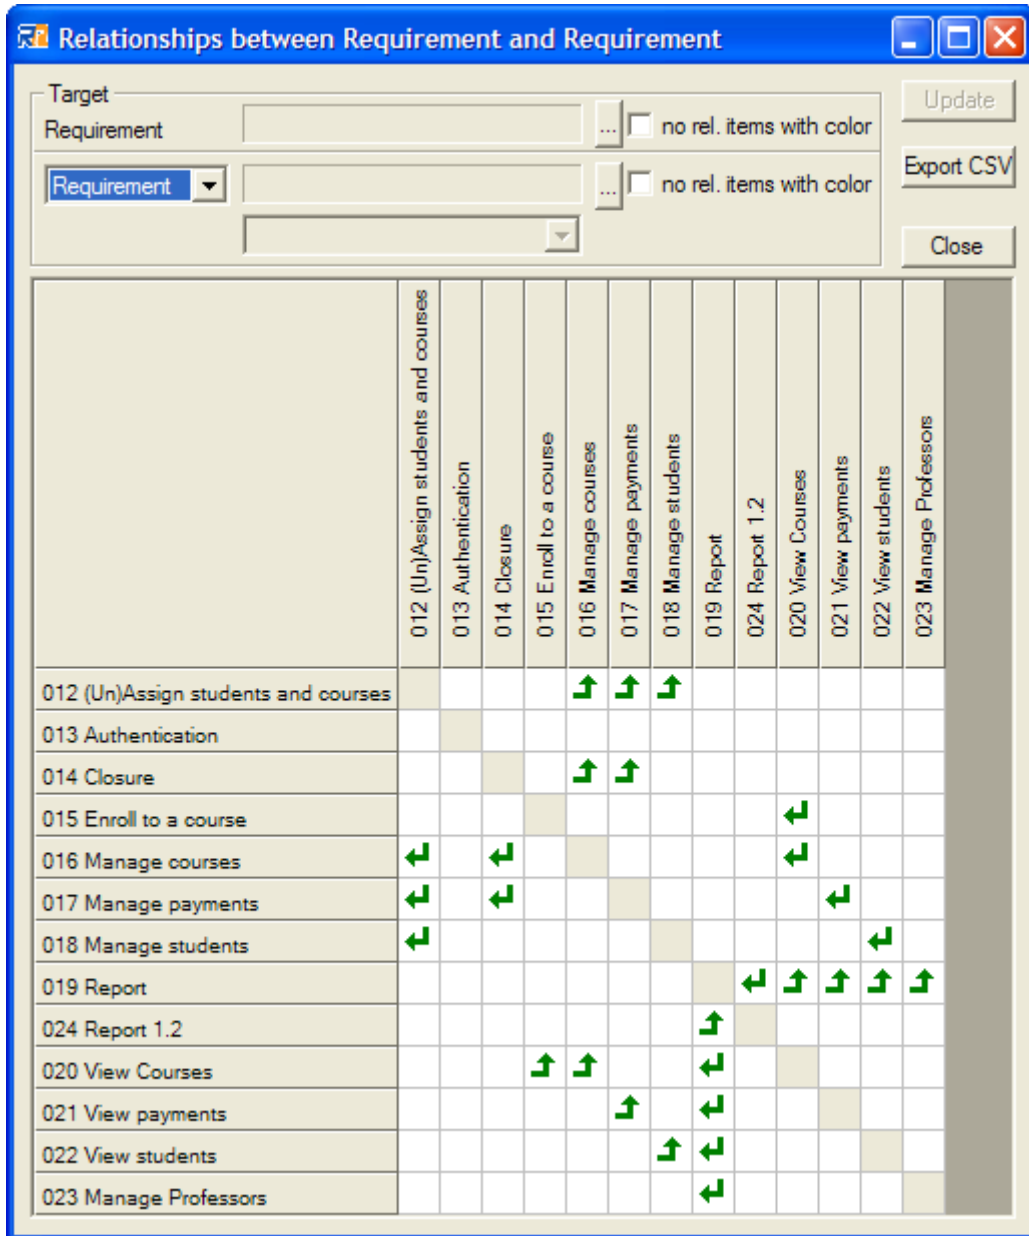 Relationships between Requirement and Requirement
Target
Requirement
...
no rel. items with color
Update
Requirement
...
no rel. items with color
Export CSV
Close
012 (Un)Assign students and courses
013 Authentication
014 Closure
015 Enroll to a course
016 Manage courses
017 Manage payments
018 Manage students
019 Report
024 Report 1.2
020 View Courses
021 View payments
022 View students
023 Manage Professors
012 (Un)Assign students and courses
013 Authentication
014 Closure
015 Enroll to a course
016 Manage courses
017 Manage payments
018 Manage students
019 Report
024 Report 1.2
020 View Courses
021 View payments
022 View students
023 Manage Professors